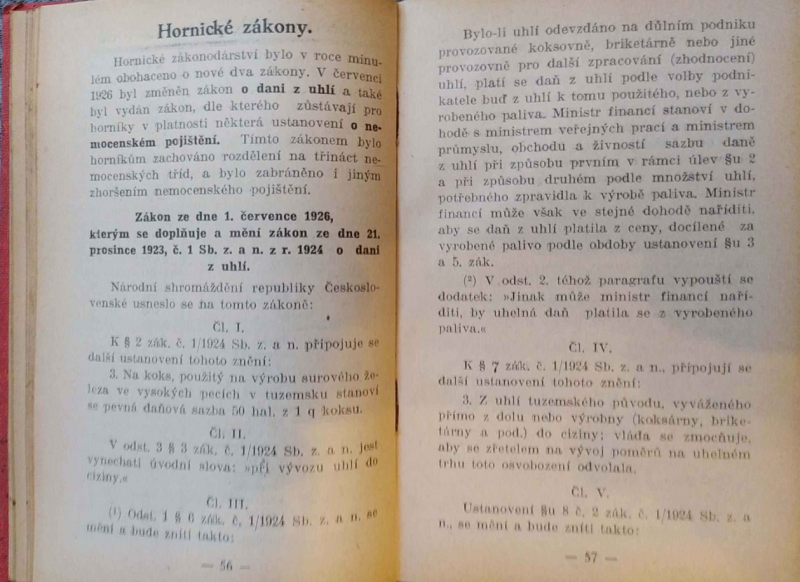 Hornické zákony.
Hornické zákonodárství bylo v roce minu-
lém obohaceno o nové dva zákony. V červenci
1926 byl změněn zákon o dani z uhlí a také
byl vydán zákon, dle kterého zůstávají pro
horníky v platnosti některá ustanovení o ne-
mocenském pojištění. Tímto zákonem bylo
horníkům zachováno rozdělení na třináct ne-
mocenských tříd, a bylo zabráněno i jiným
zhoršením nemocenského pojištění.
Zákon ze dne 1. července 1926,
kterým se doplňuje a mění zákon ze dne 21.
prosince 1923, č. 1 Sb. z. a n. z r. 1924 o dani
z uhlí.
Národní shromáždění republiky Českoslo-
venské usneslo se na tomto zákoně:
Čl. I.
K § 2 zák. č. 1/1924 Sb. z. a n. připojuje se
další ustanovení tohoto znění:
3. Na koks, použitý na výrobu surového že-
leza ve vysokých pecích v tuzemsku stanoví
se pevná daňová sazba 50 hal. z 1 q koksu.
Čl. II.
V odst. 3 § 3 zák. č. 1/1924 Sb. z. a n. jest
vynechati úvodní slova: »při vývozu uhlí do
ciziny.«
Čl. III.
(¹) Odst. 1 § 6 zák. č. 1/1924 Sb. z. a n. se
mění a bude zníti takto:
— 56 —
Bylo-li uhlí odevzdáno na důlním podniku
provozované koksovně, briketárně nebo jiné
provozovně pro další zpracování (zhodnocení)
uhlí, platí se daň z uhlí podle volby podni-
katele buď z uhlí k tomu použitého, nebo z vy-
robeného paliva. Ministr financí stanoví v do-
hodě s ministrem veřejných prací a ministrem
průmyslu, obchodu a živností sazbu daně
z uhlí při způsobu prvním v rámci úlev §u 2
a při způsobu druhém podle množství uhlí,
potřebného zpravidla k výrobě paliva. Ministr
financí může však ve stejné dohodě naříditi,
aby se daň z uhlí platila z ceny, docílené za
vyrobené palivo podle obdoby ustanovení §u 3
a 5. zák.
(²) V odst. 2. téhož paragrafu vypouští se
dodatek: »Jinak může ministr financí naří-
diti, by uhelná daň platila se z vyrobeného
paliva.«
Čl. IV.
K § 7 zák. č. 1/1924 Sb. z. a n., připojují se
další ustanovení tohoto znění:
3. Z uhlí tuzemského původu, vyváženého
přímo z dolu nebo výrobny (koksárny, brike-
tárny a pod.) do ciziny; vláda se zmocňuje,
aby se zřetelem na vývoj poměrů na uhelném
trhu toto osvobození odvolala.
Čl. V.
Ustanovení §u 8 č. 2 zák. č. 1/1924 Sb. z. a
n., se mění a bude zníti takto:
— 57 —